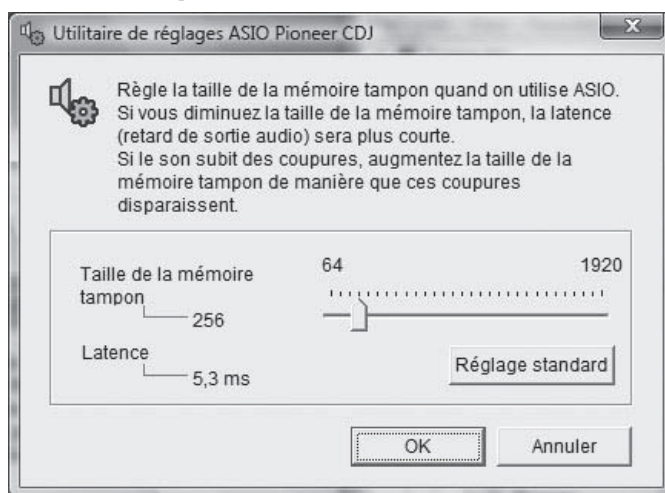 Utilitaire de réglages ASIO Pioneer CDJ
X
Règle la taille de la mémoire tampon quand on utilise ASIO.
Si vous diminuez la taille de la mémoire tampon, la latence
(retard de sortie audio) sera plus courte.
Si le son subit des coupures, augmentez la taille de la
mémoire tampon de manière que ces coupures
disparaissent.
Taille de la mémoire
tampon
256
64
1920
Latence
5,3 ms
Réglage standard
OK
Annuler